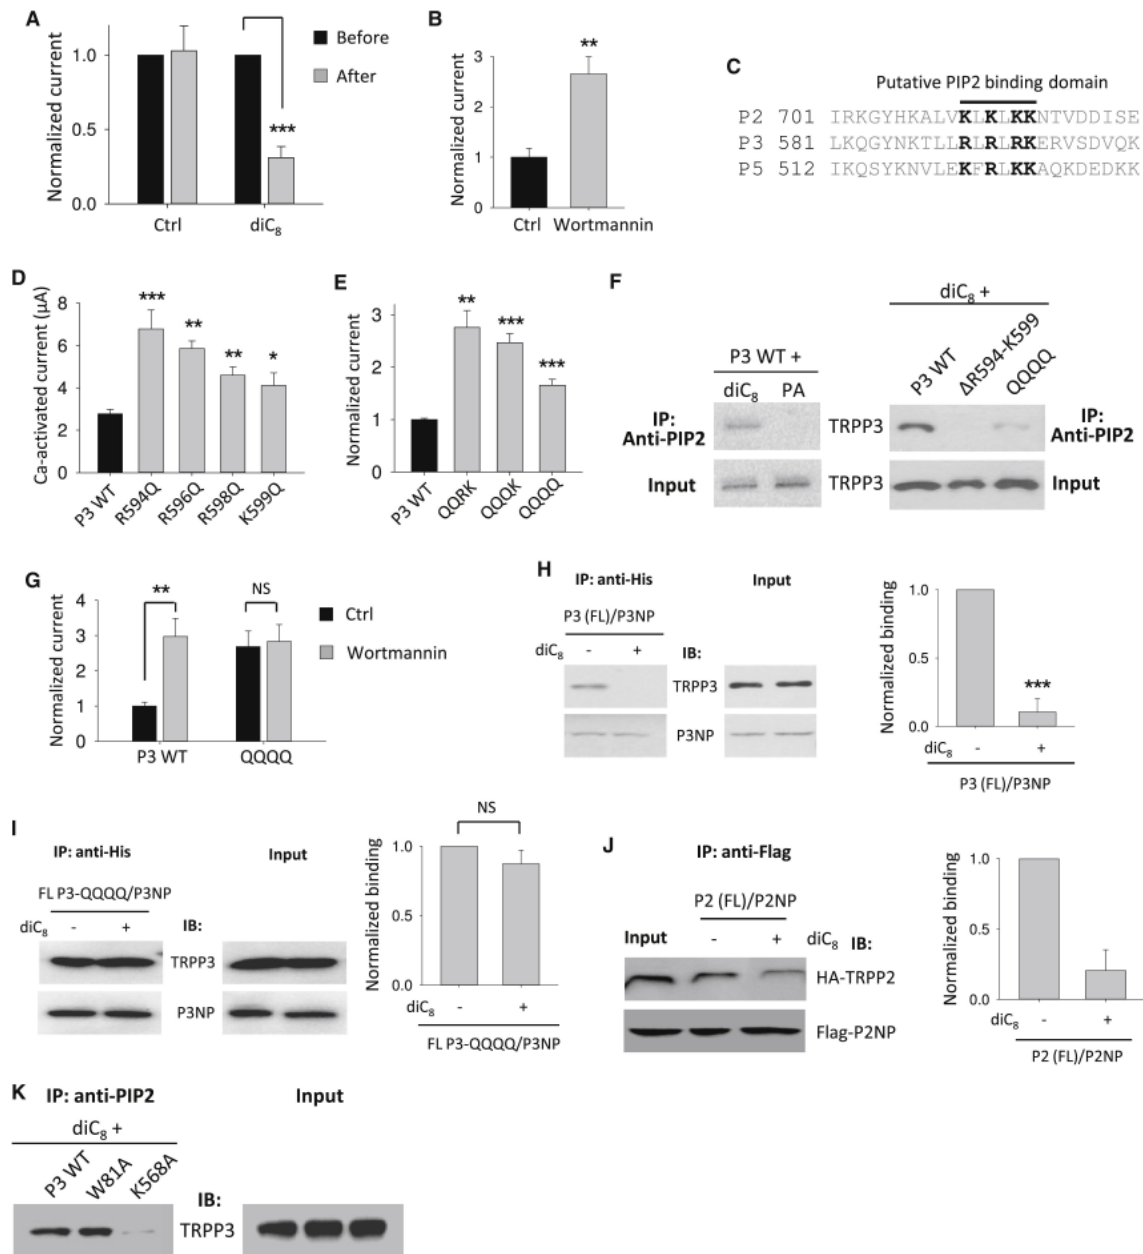 A
Normalized current
1.0
0.5
0.0
Ctrl
diC8
***
Before
After
B
Normalized current
3
2
1
0
**
Ctrl Wortmannin
C
Putative PIP2 binding domain
P2 701 IRKGYHKALVKLKLKKNTVDDISE
P3 581 LKQGYNKTLLRLRLRKERVSDVQK
P5 512 IKQSYKNVLEKFRLKKAQKDEDKK
D
Ca-activated current (µA)
8
6
4
2
0
*** ** ** *
P3 WT R594Q R596Q R598Q K599Q
E
Normalized current
3
2
1
0
** *** ***
P3 WT QQRK QQQK QQQQ
F
diC8 +
P3 WT +
diC8 PA
P3 WT ΔR594-K599 QQQQ
IP: Anti-PIP2 TRPP3 IP: Anti-PIP2
Input TRPP3 Input
G
Normalized current
4
3
2
1
0
** NS
P3 WT QQQQ
Ctrl
Wortmannin
H
IP: anti-His Input
P3 (FL)/P3NP
diC8 - + IB:
TRPP3
P3NP
Normalized binding
1.0
0.5
0.0
***
diC8 - +
P3 (FL)/P3NP
I
IP: anti-His Input
FL P3-QQQQ/P3NP
diC8 - + IB:
TRPP3
P3NP
Normalized binding
NS
1.0
0.5
0.0
diC8 - +
FL P3-QQQQ/P3NP
J
IP: anti-Flag
P2 (FL)/P2NP
Input - + diC8 IB:
HA-TRPP2
Flag-P2NP
Normalized binding
1.0
0.5
0.0
diC8 - +
P2 (FL)/P2NP
K
IP: anti-PIP2 Input
diC8 +
P3 WT W81A K568A
IB:
TRPP3